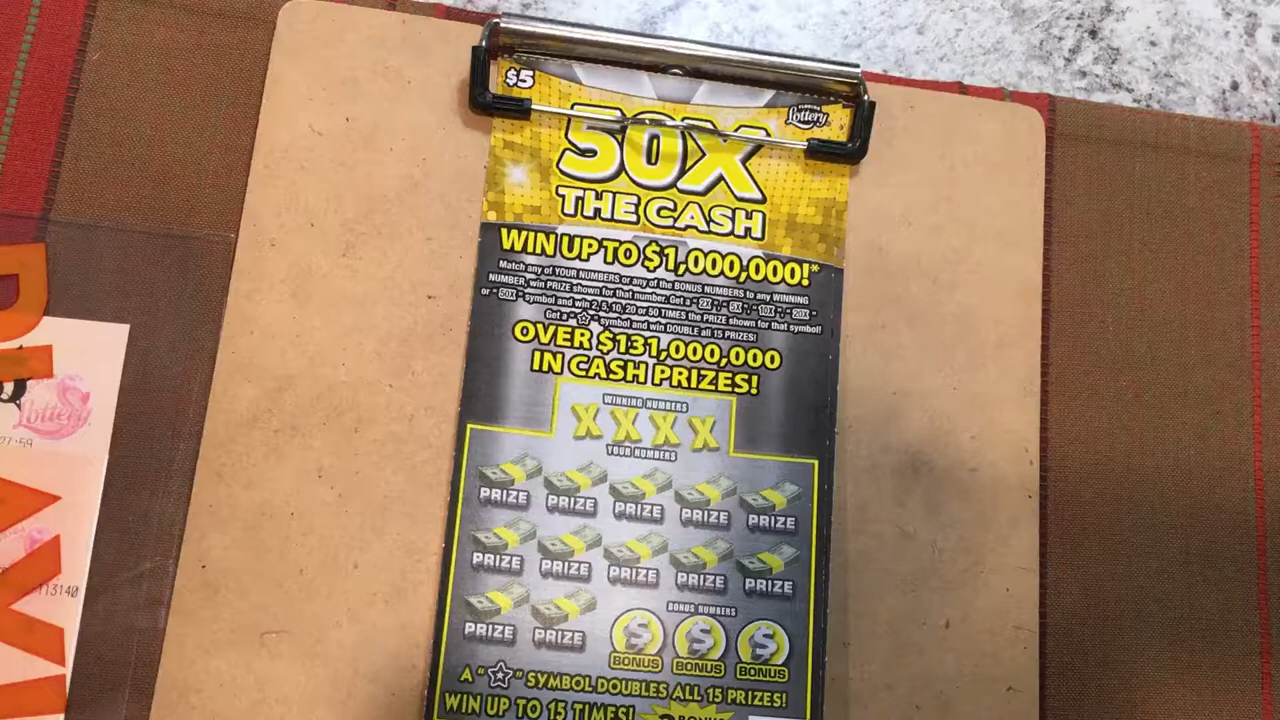 $5
FLORIDA
Lottery
50X
THE CASH
WIN UP TO $1,000,000!*
Match any of YOUR NUMBERS or any of the BONUS NUMBERS to any WINNING
NUMBER, win PRIZE shown for that number. Get a "2X", "5X", "10X", "20X"
or "50X" symbol and win 2, 5, 10, 20 or 50 TIMES the PRIZE shown for that symbol!
Get a "☆" symbol and win DOUBLE all 15 PRIZES!
OVER $131,000,000
IN CASH PRIZES!
WINNING NUMBERS
X X X X
YOUR NUMBERS
PRIZE PRIZE PRIZE PRIZE PRIZE
PRIZE PRIZE PRIZE PRIZE PRIZE
PRIZE PRIZE
BONUS NUMBERS
$ $ $
BONUS BONUS BONUS
A "☆" SYMBOL DOUBLES ALL 15 PRIZES!
WIN UP TO 15 TIMES!
BONUS
Lottery
27:59
113140